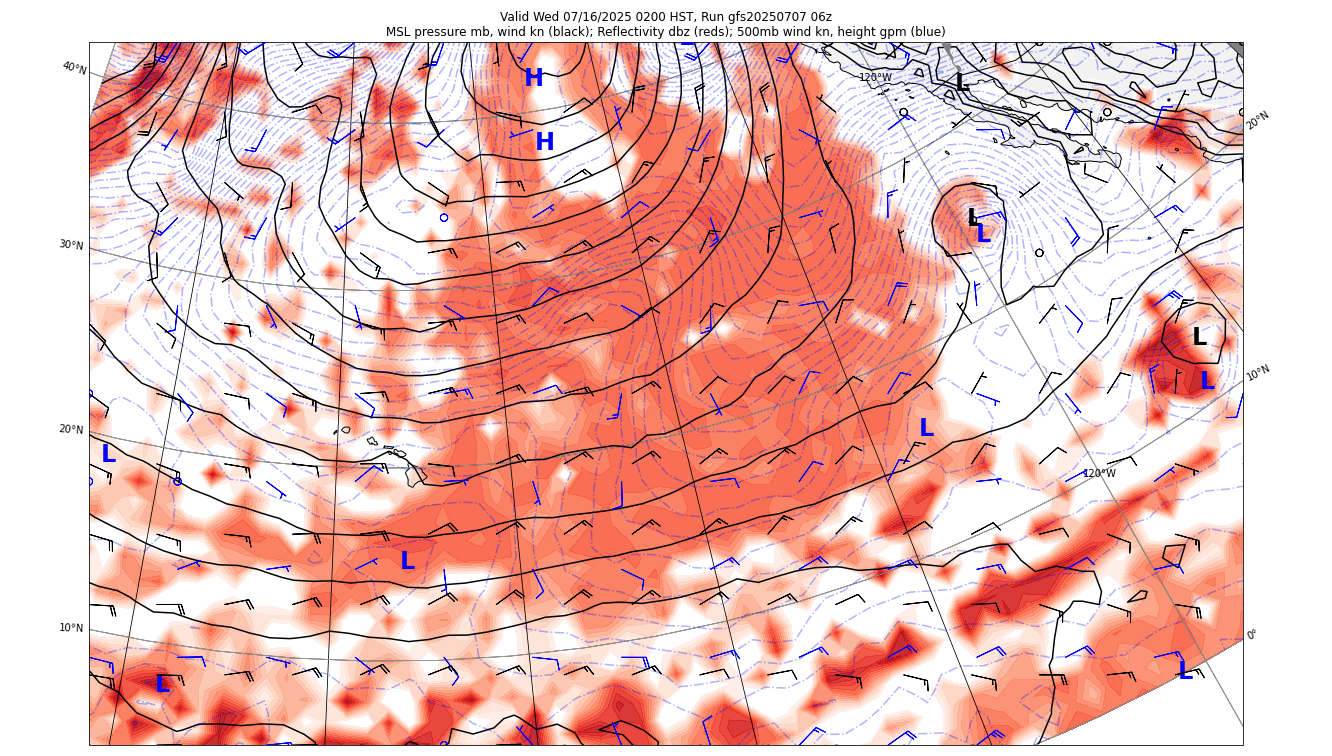 Valid Wed 07/16/2025 0200 HST, Run gfs20250707 06z
MSL pressure mb, wind kn (black); Reflectivity dbz (reds); 500mb wind kn, height gpm (blue)
40°N
H
120°W
L
20°N
H
L
30°N
L
L
10°N
L
20°N
L
L
120°W
L
10°N
0°
L
L